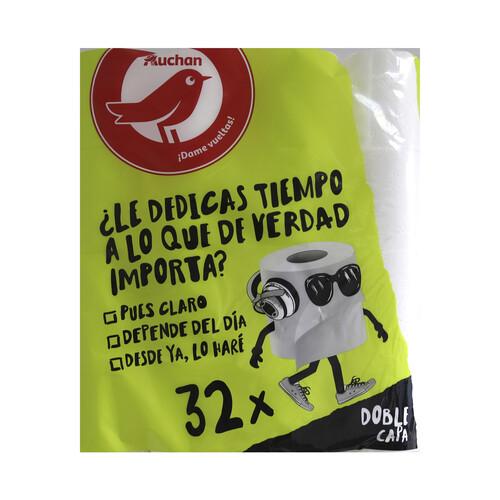 Auchan
¡Dame vueltas!
¿LE DEDICAS TIEMPO
A LO QUE DE VERDAD
IMPORTA?
PUES CLARO
DEPENDE DEL DÍA
DESDE YA, LO HARÉ
32x
DOBLE
CAPA